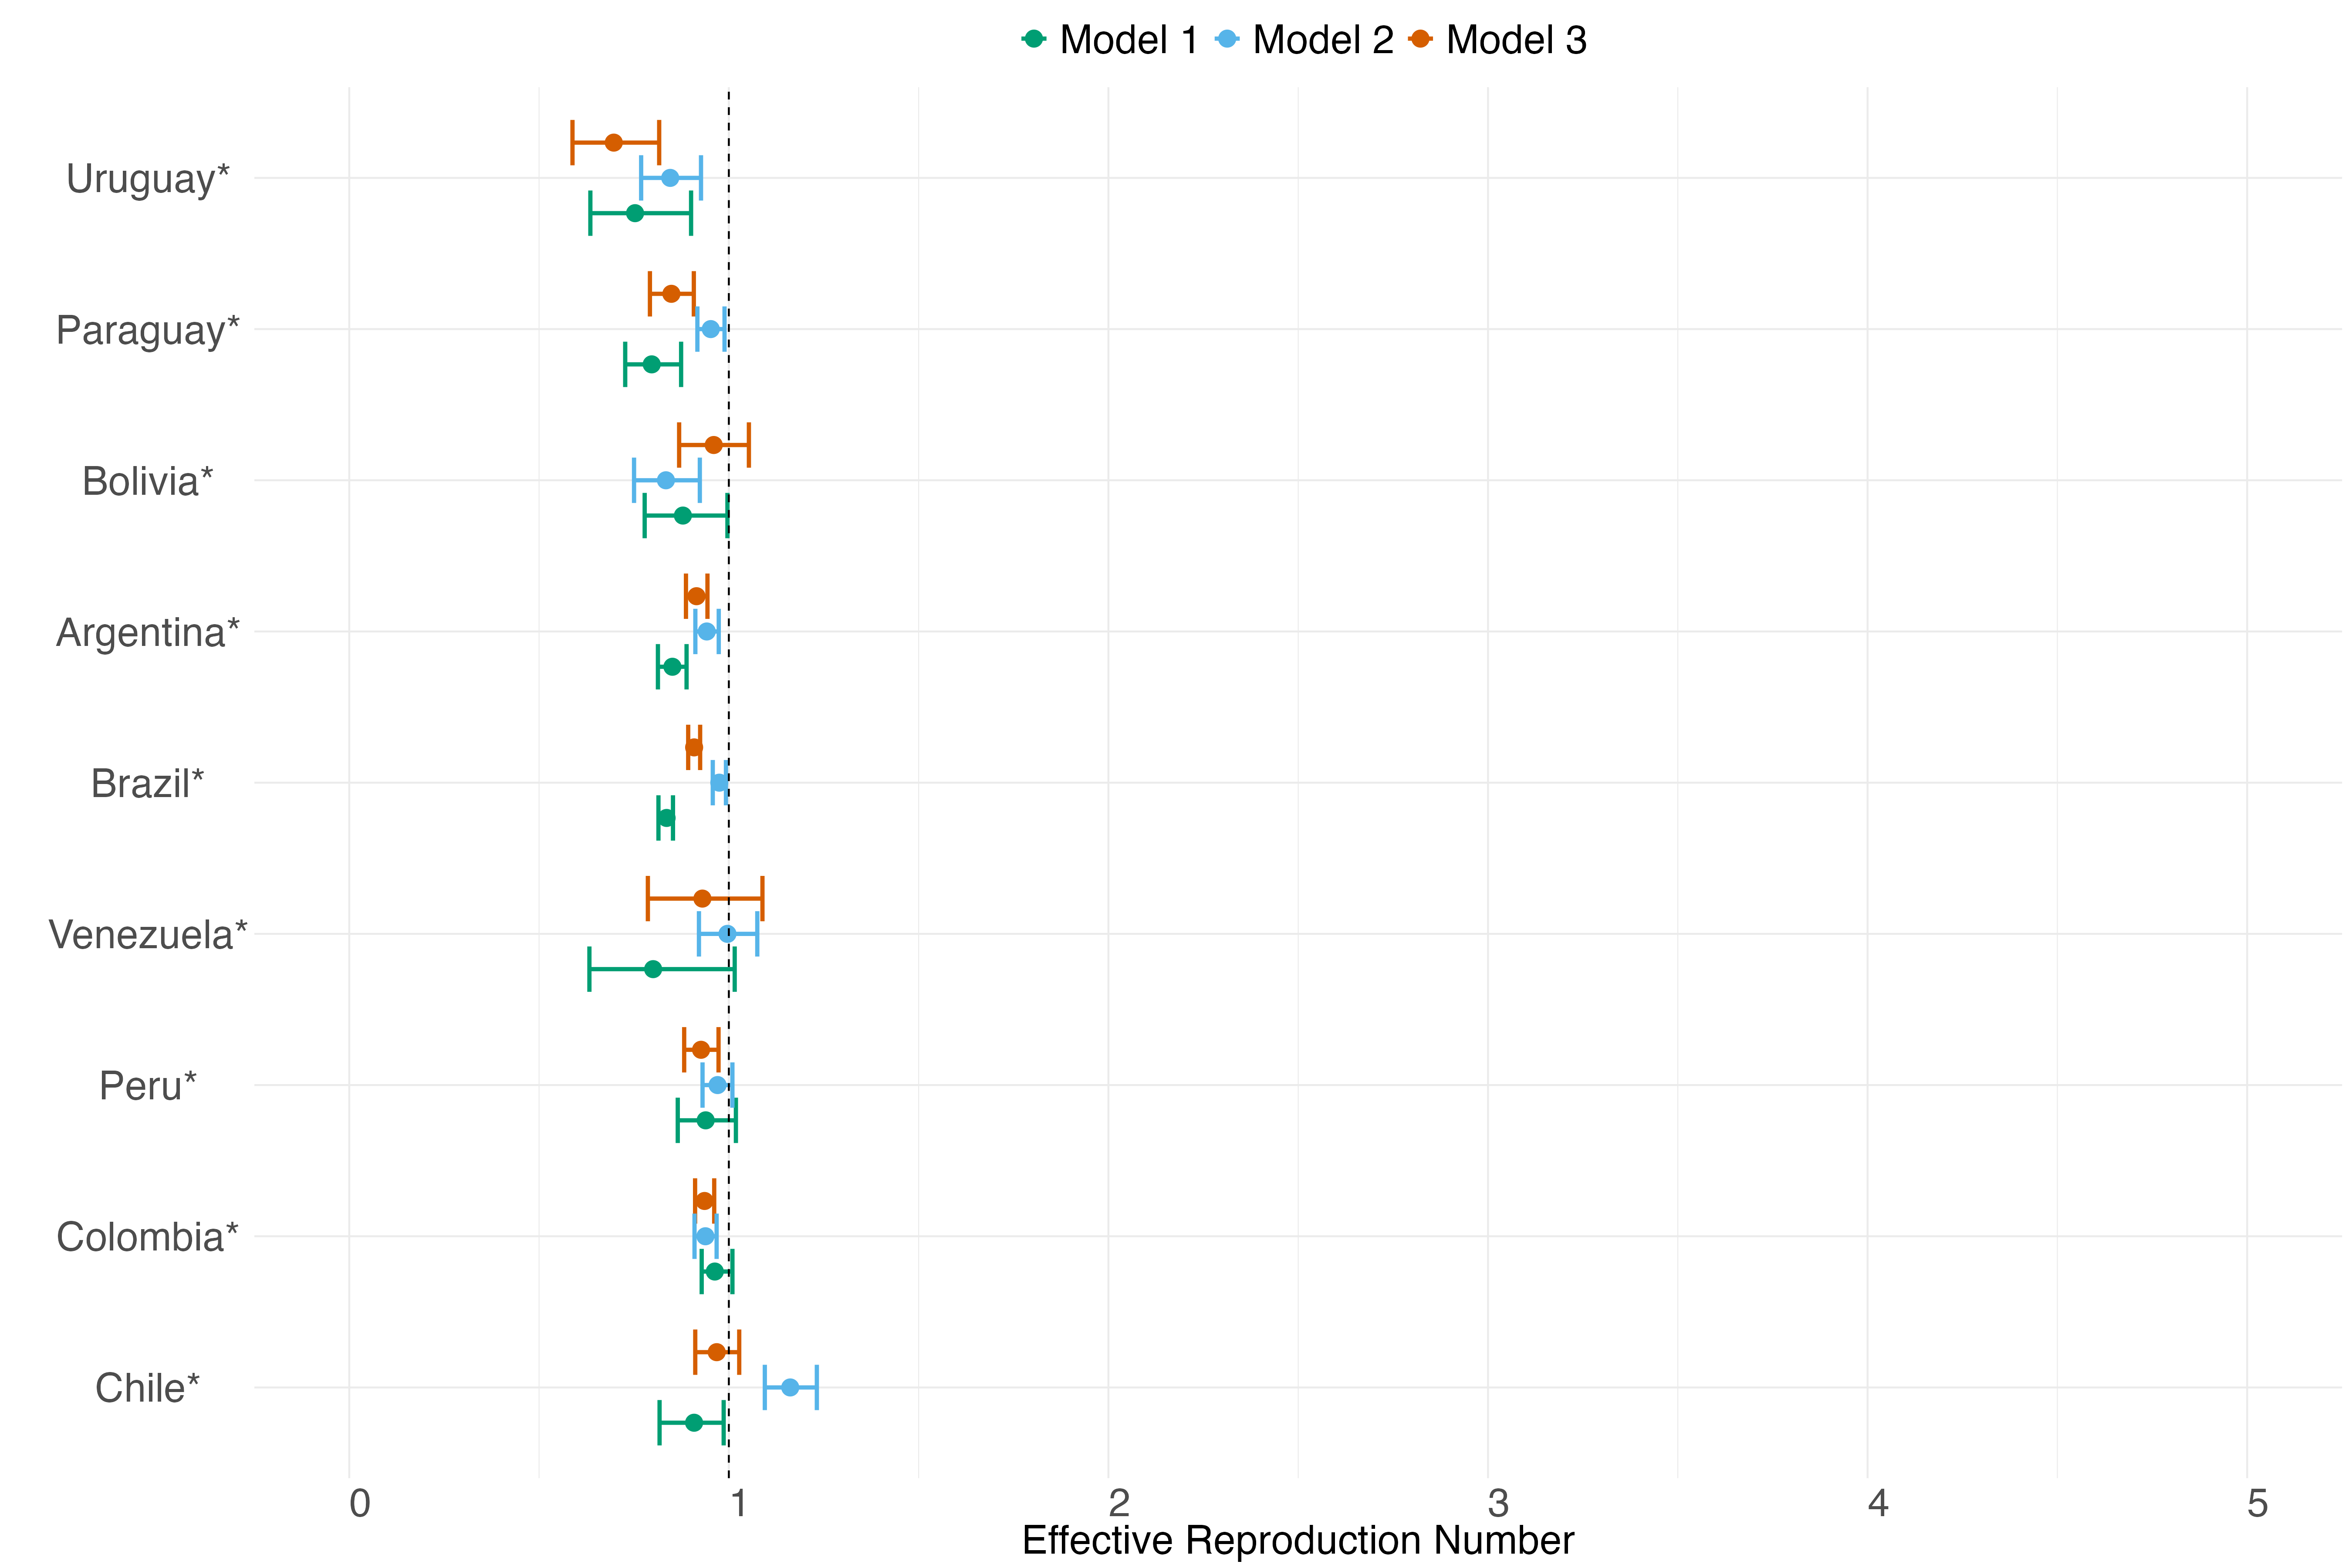 Model 1 Model 2 Model 3
Uruguay*
Paraguay*
Bolivia*
Argentina*
Brazil*
Venezuela*
Peru*
Colombia*
Chile*
0 1 2 3 4 5
Effective Reproduction Number